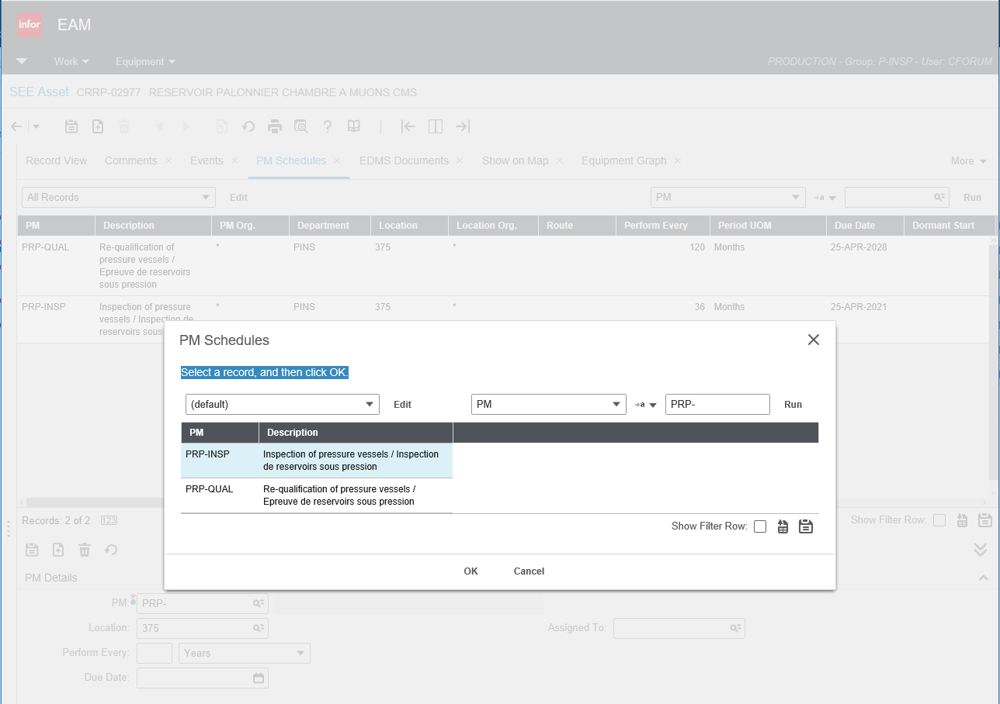 infor EAM
Work Equipment PRODUCTION - Group: P-INSP - User: CFORUM
SEE Asset CRRP-02977 RESERVOIR PALONNIER CHAMBRE A MUONS CMS
Record View Comments × Events × PM Schedules × EDMS Documents × Show on Map × Equipment Graph × More
All Records Edit PM Run
PM Description PM Org. Department Location Location Org. Route Perform Every Period UOM Due Date Dormant Start
PRP-QUAL Re-qualification of * PINS 375 * 120 Months 25-APR-2028
pressure vessels /
Epreuve de reservoirs
sous pression
PRP-INSP Inspection of pressure * PINS 375 * 36 Months 25-APR-2021
vessels / Inspection de
reservoirs sous
PM Schedules
Select a record, and then click OK.
(default) Edit PM PRP- Run
PM Description
PRP-INSP Inspection of pressure vessels / Inspection
de reservoirs sous pression
PRP-QUAL Re-qualification of pressure vessels /
Epreuve de reservoirs sous pression
Show Filter Row:
OK Cancel
Records: 2 of 2 123 Show Filter Row:
PM Details
PM: PRP-
Location: 375 Assigned To:
Perform Every: Years
Due Date: